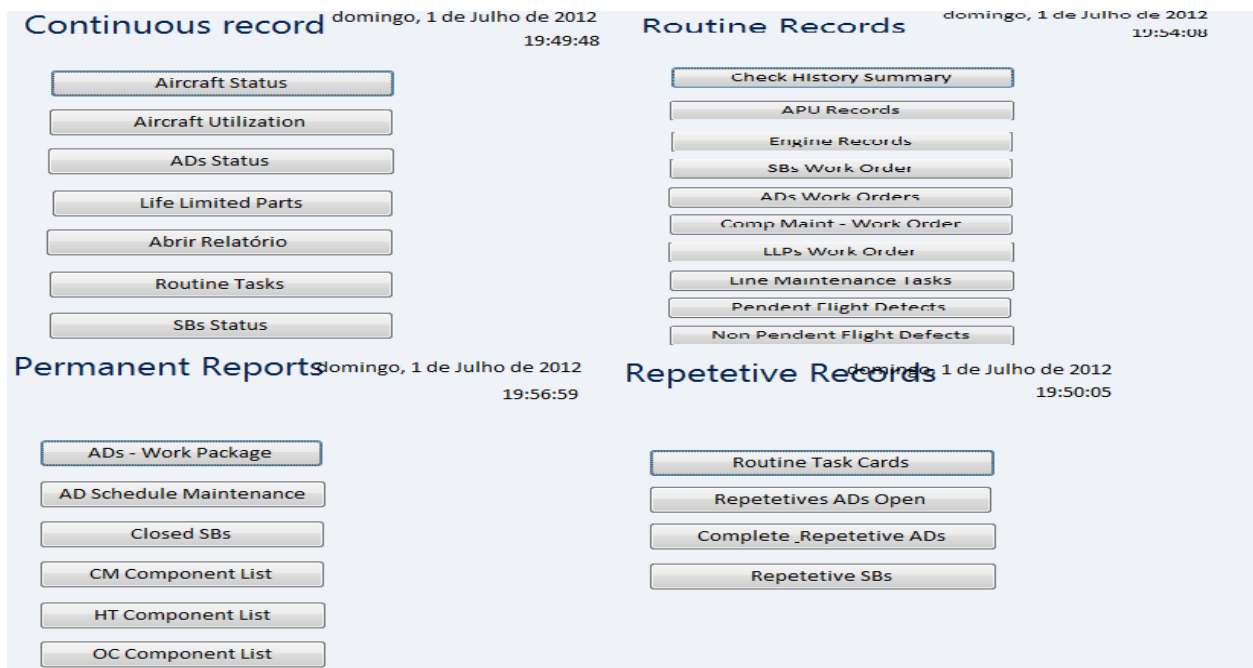 Continuous record
domingo, 1 de Julho de 2012
19:49:48
Aircraft Status
Aircraft Utilization
ADs Status
Life Limited Parts
Abrir Relatório
Routine Tasks
SBs Status
Routine Records
domingo, 1 de Julho de 2012
19:54:08
Check HIstory Summary
APU Records
Engine Records
SBs Work Order
ADs Work Orders
Comp Maint - Work Order
LLPs Work Order
Line Maintenance Tasks
Pendent Flight Defects
Non Pendent Flight Defects
Permanent Reports
domingo, 1 de Julho de 2012
19:56:59
ADs - Work Package
AD Schedule Maintenance
Closed SBs
CM Component List
HT Component List
OC Component List
Repetetive Records
domingo, 1 de Julho de 2012
19:50:05
Routine Task Cards
Repetetives ADs Open
Complete _Repetetive ADs
Repetetive SBs